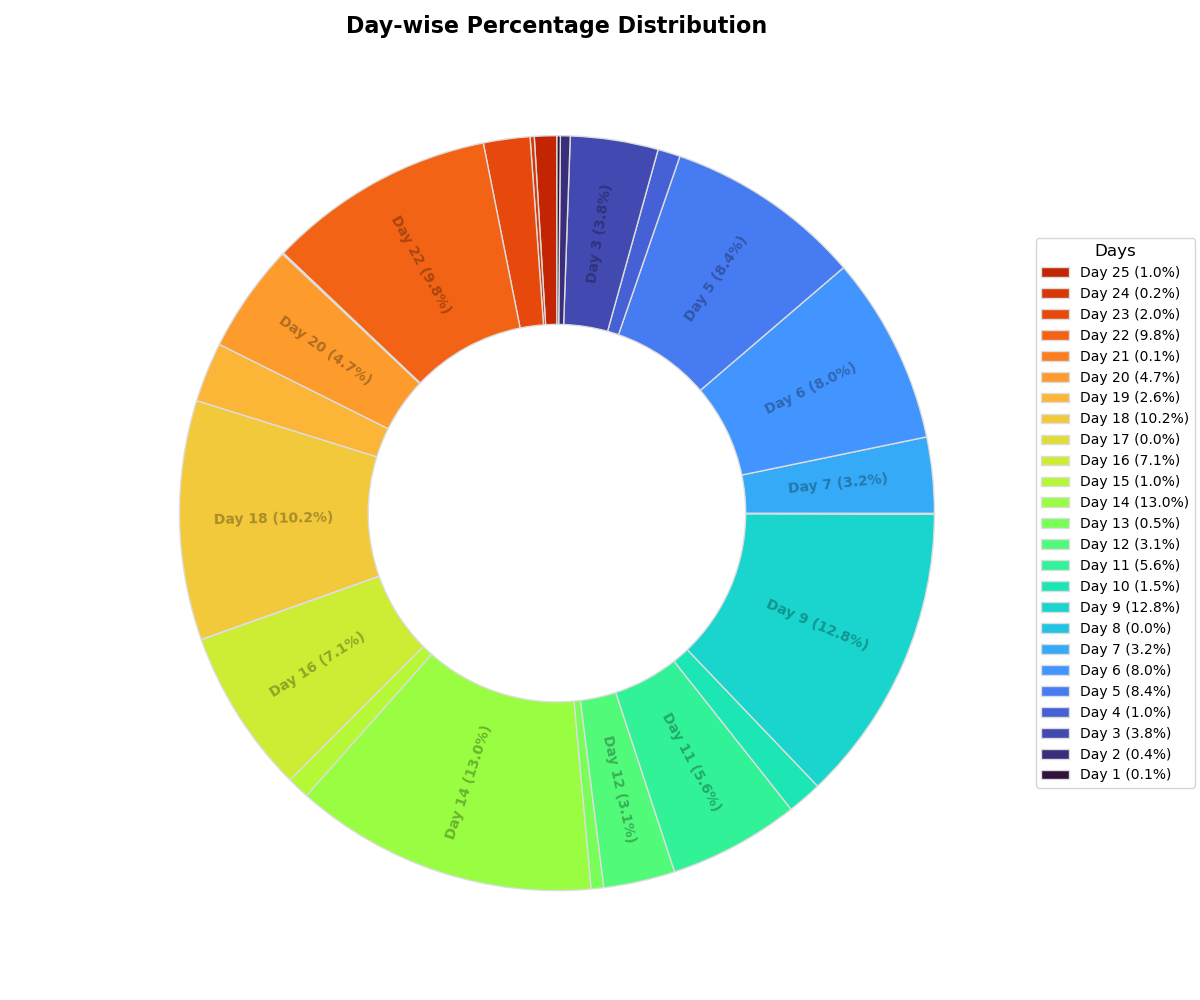 Day-wise Percentage Distribution
Day 3 (3.8%)
Day 5 (8.4%)
Day 6 (8.0%)
Day 7 (3.2%)
Day 9 (12.8%)
Day 11 (5.6%)
Day 12 (3.1%)
Day 14 (13.0%)
Day 16 (7.1%)
Day 18 (10.2%)
Day 20 (4.7%)
Day 22 (9.8%)
Days
Day 25 (1.0%)
Day 24 (0.2%)
Day 23 (2.0%)
Day 22 (9.8%)
Day 21 (0.1%)
Day 20 (4.7%)
Day 19 (2.6%)
Day 18 (10.2%)
Day 17 (0.0%)
Day 16 (7.1%)
Day 15 (1.0%)
Day 14 (13.0%)
Day 13 (0.5%)
Day 12 (3.1%)
Day 11 (5.6%)
Day 10 (1.5%)
Day 9 (12.8%)
Day 8 (0.0%)
Day 7 (3.2%)
Day 6 (8.0%)
Day 5 (8.4%)
Day 4 (1.0%)
Day 3 (3.8%)
Day 2 (0.4%)
Day 1 (0.1%)